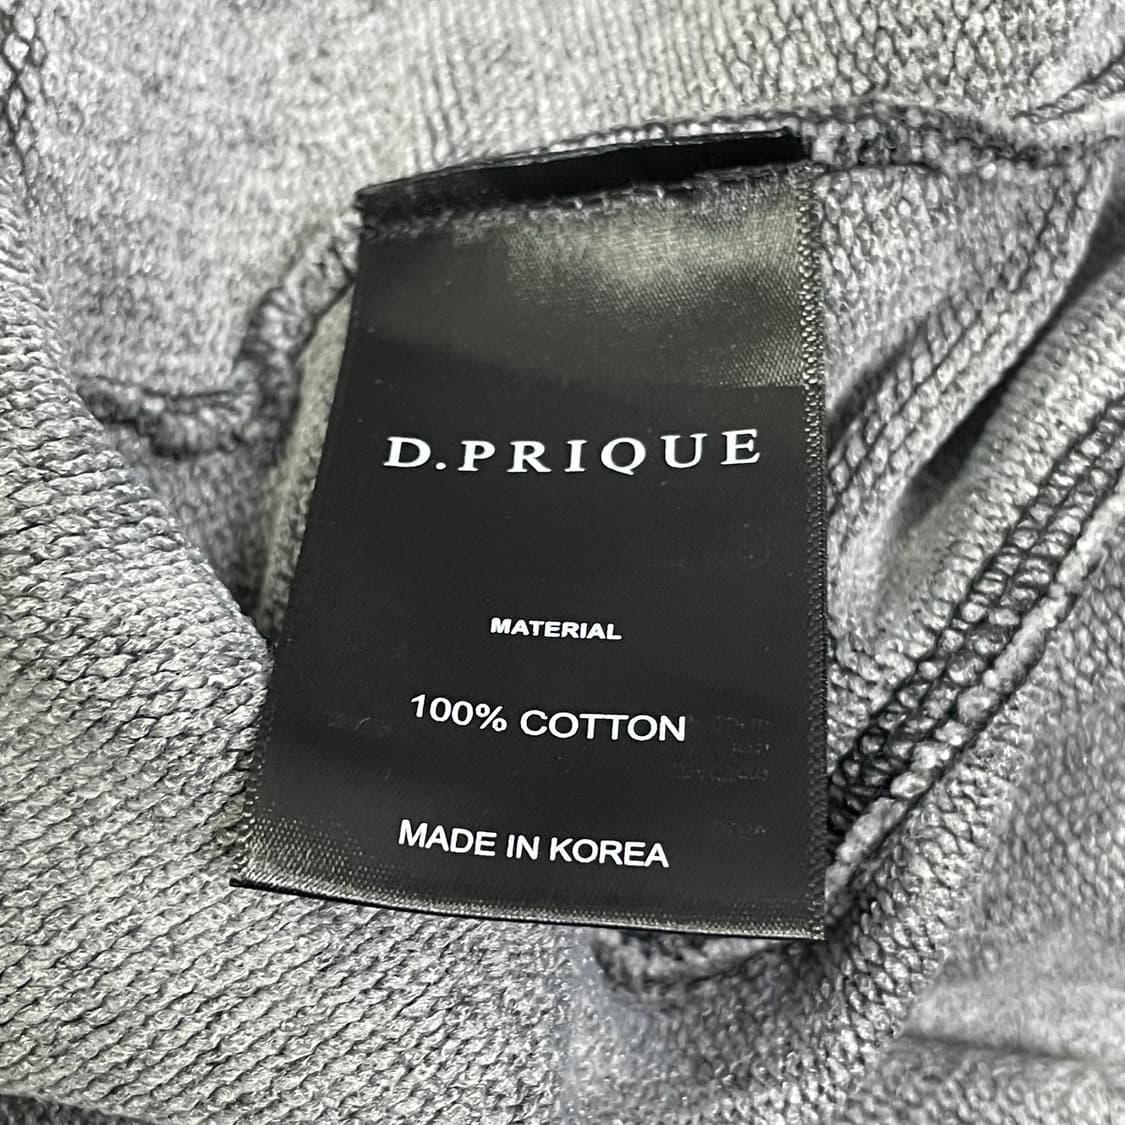 D.PRIQUE
MATERIAL
100% COTTON
MADE IN KOREA